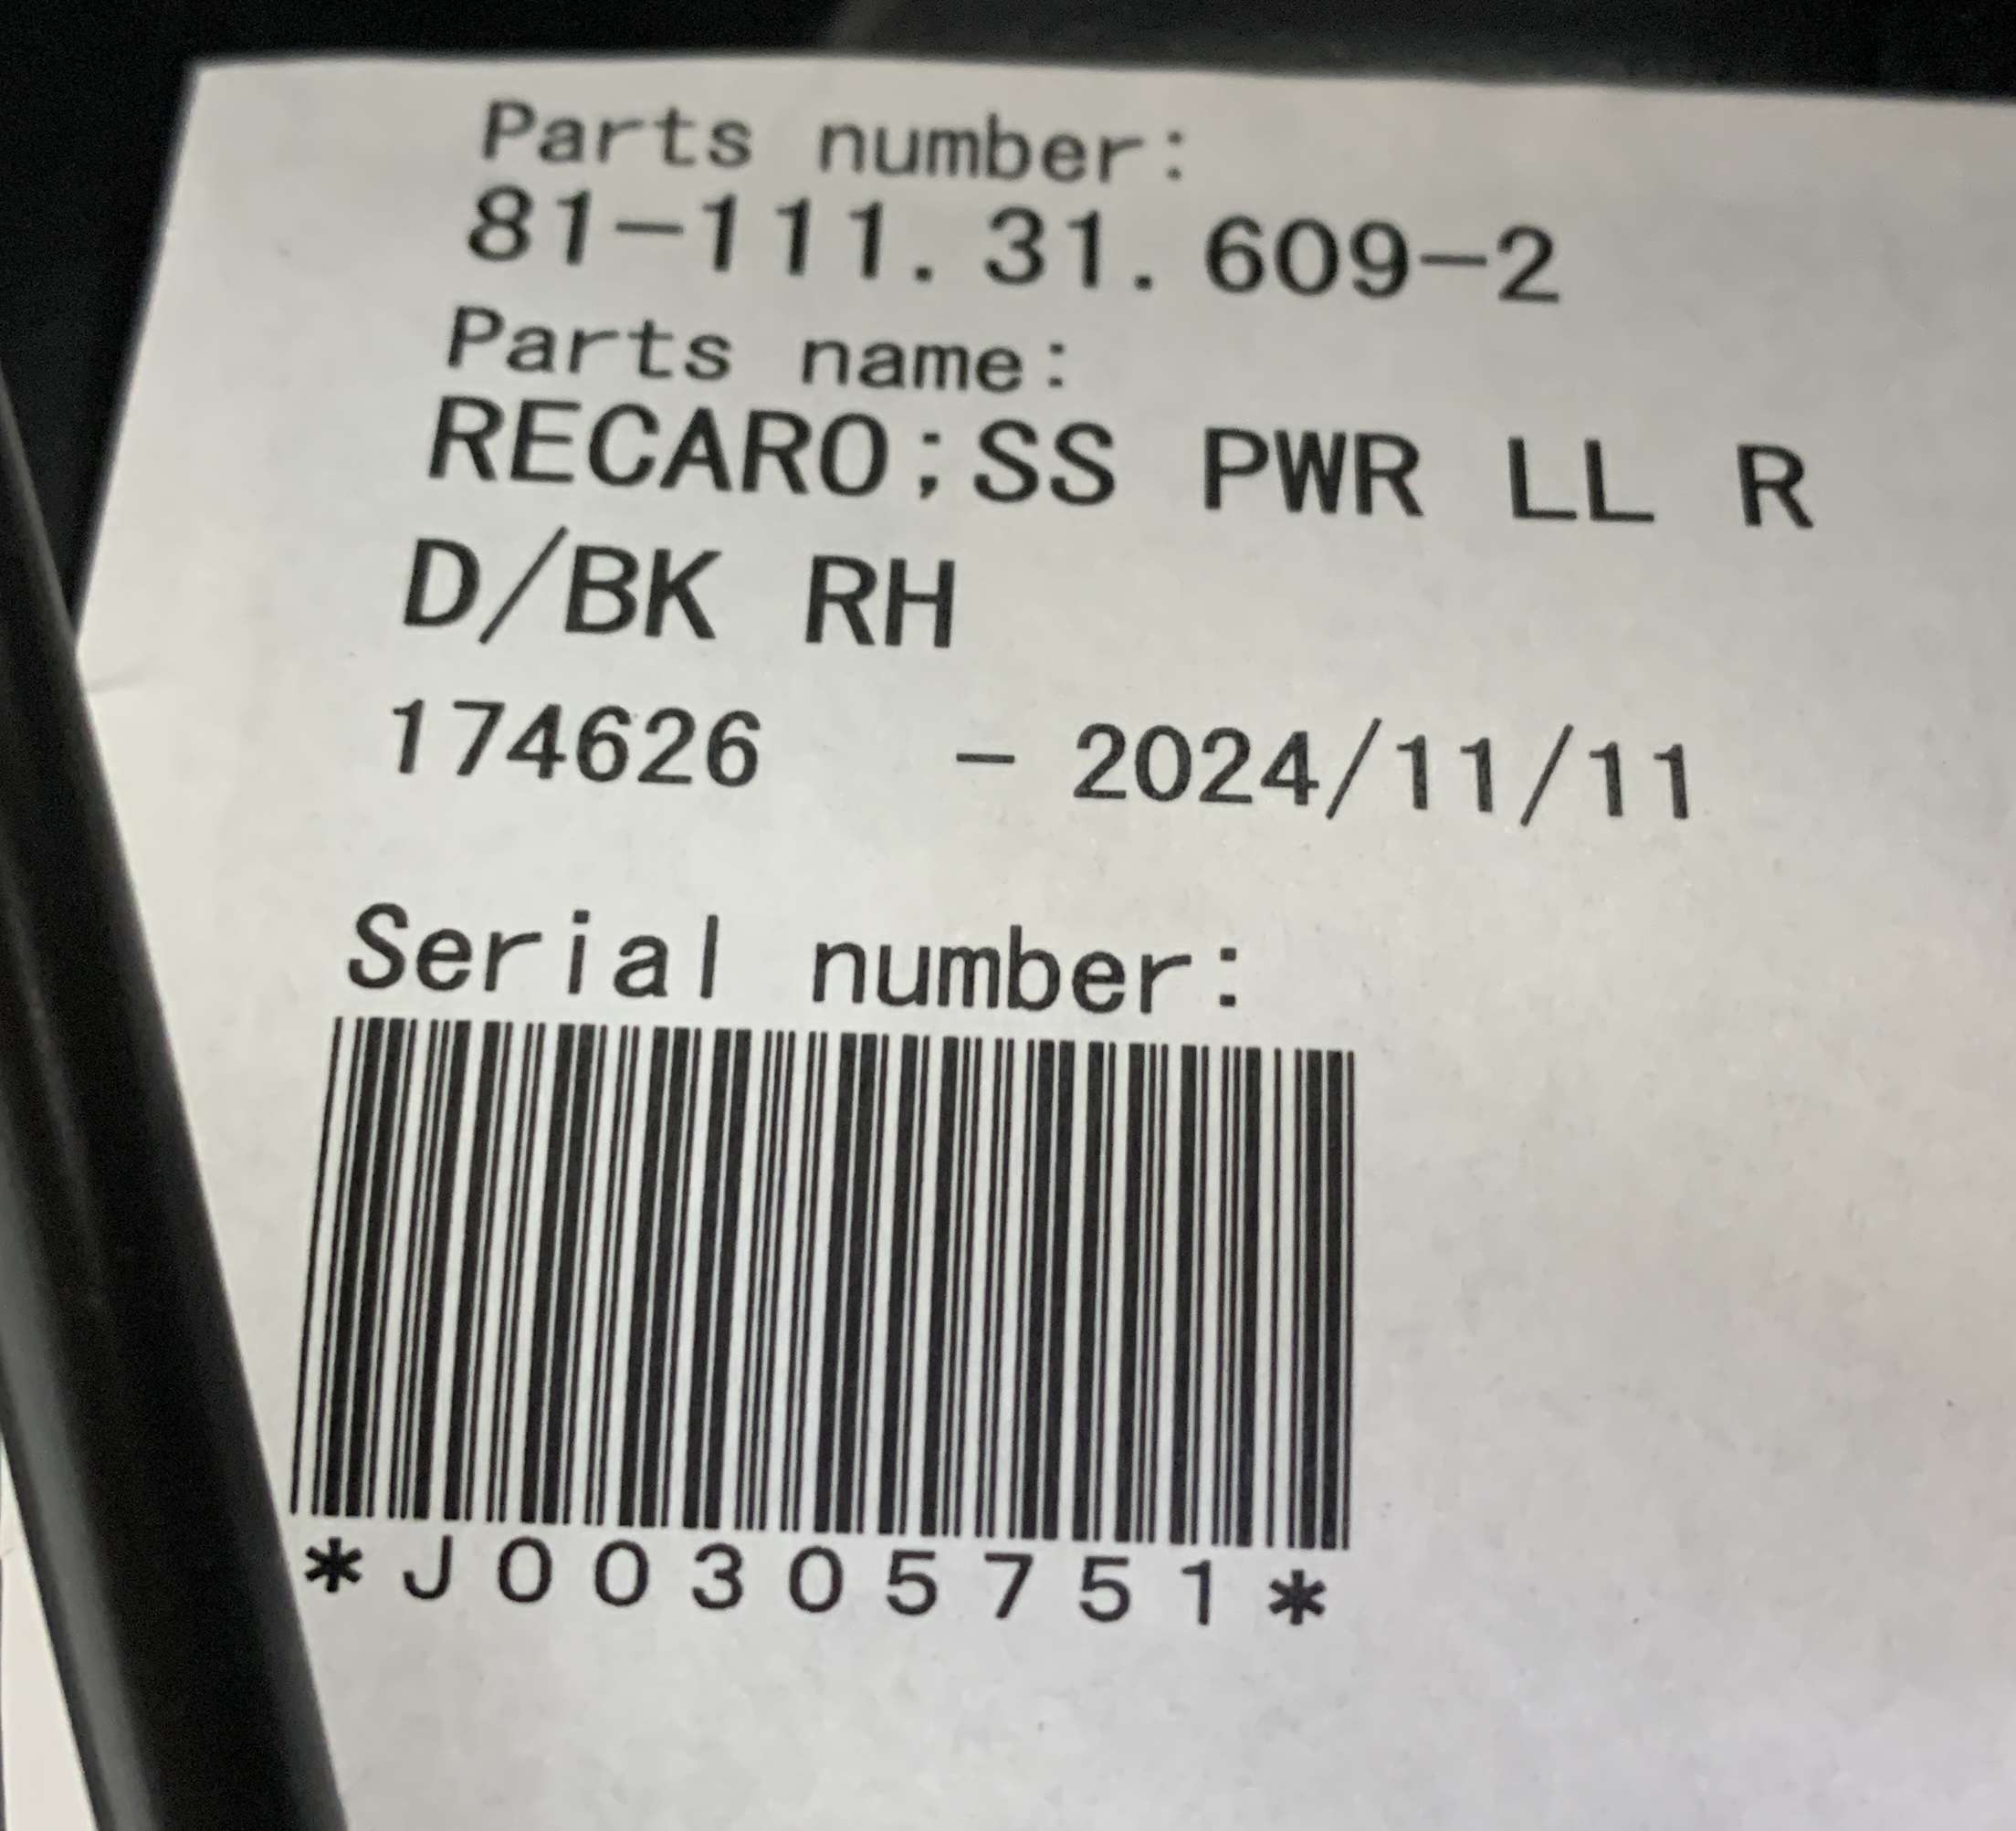 Parts number:
81-111.31.609-2
Parts name:
RECARO;SS PWR LL R
D/BK RH
174626 - 2024/11/11
Serial number:
*J00305751*